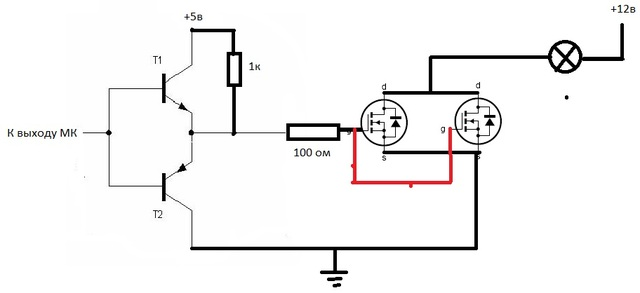 +12в
+5в
T1
1к
К выходу МК
100 ом
T2
d
d
g
g
s
s